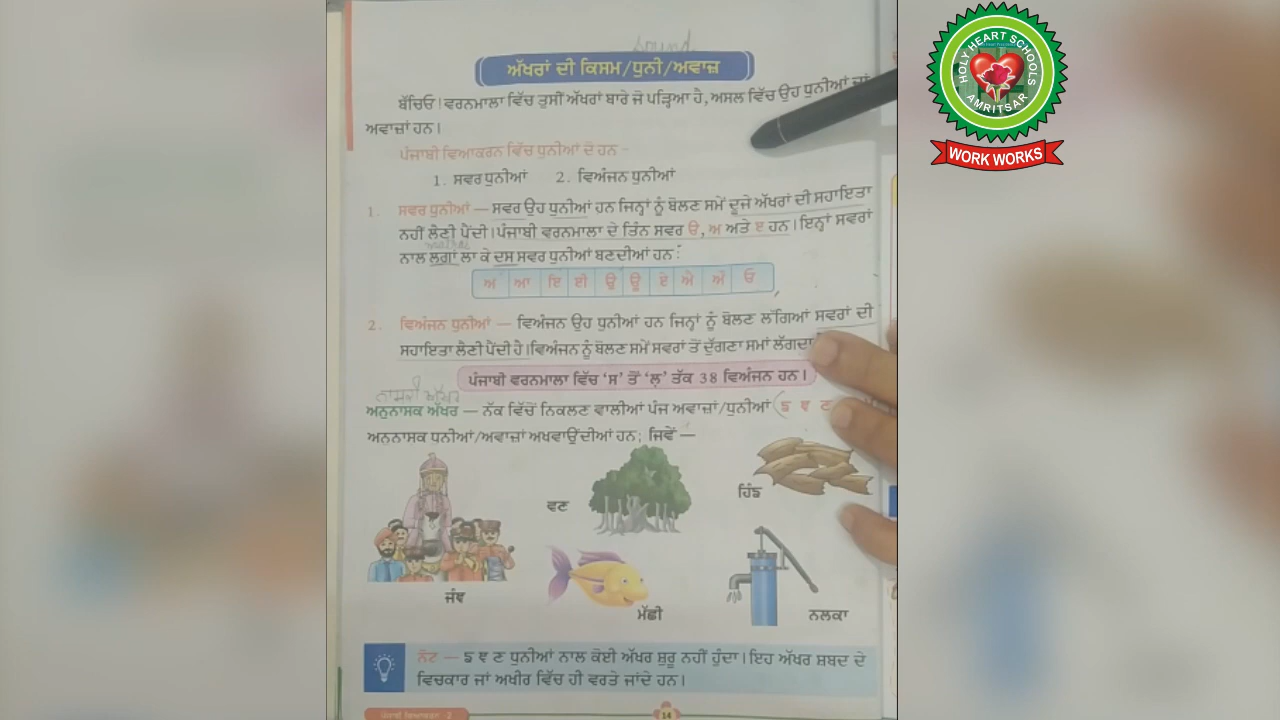 sound
ਅੱਖਰਾਂ ਦੀ ਕਿਸਮ/ਧੁਨੀ/ਅਵਾਜ਼
ਬੱਚਿਓ! ਵਰਨਮਾਲਾ ਵਿੱਚ ਤੁਸੀਂ ਅੱਖਰਾਂ ਬਾਰੇ ਜੋ ਪੜ੍ਹਿਆ ਹੈ, ਅਸਲ ਵਿੱਚ ਉਹ ਧੁਨੀਆਂ ਜਾਂ
ਅਵਾਜ਼ਾਂ ਹਨ।
ਪੰਜਾਬੀ ਵਿਆਕਰਨ ਵਿੱਚ ਧੁਨੀਆਂ ਦੋ ਹਨ –
1. ਸਵਰ ਧੁਨੀਆਂ 2. ਵਿਅੰਜਨ ਧੁਨੀਆਂ
1. ਸਵਰ ਧੁਨੀਆਂ — ਸਵਰ ਉਹ ਧੁਨੀਆਂ ਹਨ ਜਿਨ੍ਹਾਂ ਨੂੰ ਬੋਲਣ ਸਮੇਂ ਦੂਜੇ ਅੱਖਰਾਂ ਦੀ ਸਹਾਇਤਾ
ਨਹੀਂ ਲੈਣੀ ਪੈਂਦੀ। ਪੰਜਾਬੀ ਵਰਨਮਾਲਾ ਦੇ ਤਿੰਨ ਸਵਰ ੳ, ਅ ਅਤੇ ੲ ਹਨ। ਇਨ੍ਹਾਂ ਸਵਰਾਂ
ਨਾਲ ਲਗਾਂ ਲਾ ਕੇ ਦਸ ਸਵਰ ਧੁਨੀਆਂ ਬਣਦੀਆਂ ਹਨ :
ਅ ਆ ਇ ਈ ਉ ਊ ਏ ਐ ਔ ਓ
2. ਵਿਅੰਜਨ ਧੁਨੀਆਂ — ਵਿਅੰਜਨ ਉਹ ਧੁਨੀਆਂ ਹਨ ਜਿਨ੍ਹਾਂ ਨੂੰ ਬੋਲਣ ਲੱਗਿਆਂ ਸਵਰਾਂ ਦੀ
ਸਹਾਇਤਾ ਲੈਣੀ ਪੈਂਦੀ ਹੈ। ਵਿਅੰਜਨ ਨੂੰ ਬੋਲਣ ਸਮੇਂ ਸਵਰਾਂ ਤੋਂ ਦੁੱਗਣਾ ਸਮਾਂ ਲੱਗਦਾ
ਪੰਜਾਬੀ ਵਰਨਮਾਲਾ ਵਿੱਚ ‘ਸ’ ਤੋਂ ‘ਲ਼’ ਤੱਕ 38 ਵਿਅੰਜਨ ਹਨ।
ਅਨੁਨਾਸਕ ਅੱਖਰ — ਨੱਕ ਵਿੱਚੋਂ ਨਿਕਲਣ ਵਾਲੀਆਂ ਪੰਜ ਅਵਾਜ਼ਾਂ/ਧੁਨੀਆਂ (ਙ ਞ ਣ
ਅਨੁਨਾਸਕ ਧੁਨੀਆਂ/ਅਵਾਜ਼ਾਂ ਅਖਵਾਉਂਦੀਆਂ ਹਨ; ਜਿਵੇਂ —
ਜੰਞ
ਵਣ
ਹਿੰਙ
ਮੱਛੀ
ਨਲਕਾ
ਨੋਟ — ਙ ਞ ਣ ਧੁਨੀਆਂ ਨਾਲ ਕੋਈ ਅੱਖਰ ਸ਼ੁਰੂ ਨਹੀਂ ਹੁੰਦਾ। ਇਹ ਅੱਖਰ ਸ਼ਬਦ ਦੇ
ਵਿਚਕਾਰ ਜਾਂ ਅਖੀਰ ਵਿੱਚ ਹੀ ਵਰਤੇ ਜਾਂਦੇ ਹਨ।
14
HOLY HEART SCHOOLS
AMRITSAR
WORK WORKS